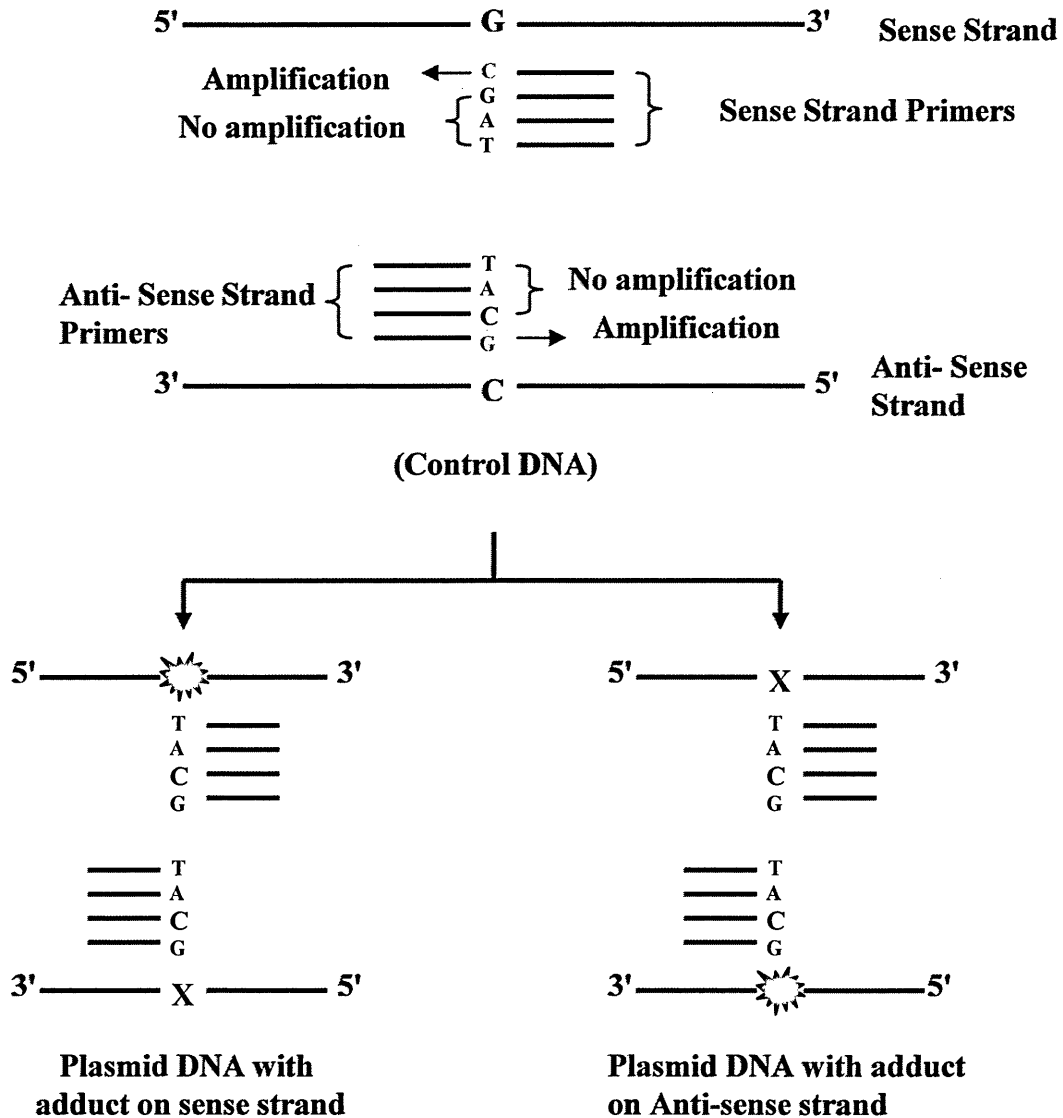 5' G 3' Sense Strand
Amplification C
No amplification G Sense Strand Primers
A
T
T
Anti- Sense Strand A No amplification
Primers C
G Amplification
3' C 5' Anti- Sense
Strand
(Control DNA)
5' 3' 5' X 3'
T T
A A
C C
G G
T T
A A
C C
G G
3' X 5' 3' 5'
Plasmid DNA with Plasmid DNA with adduct
adduct on sense strand on Anti-sense strand